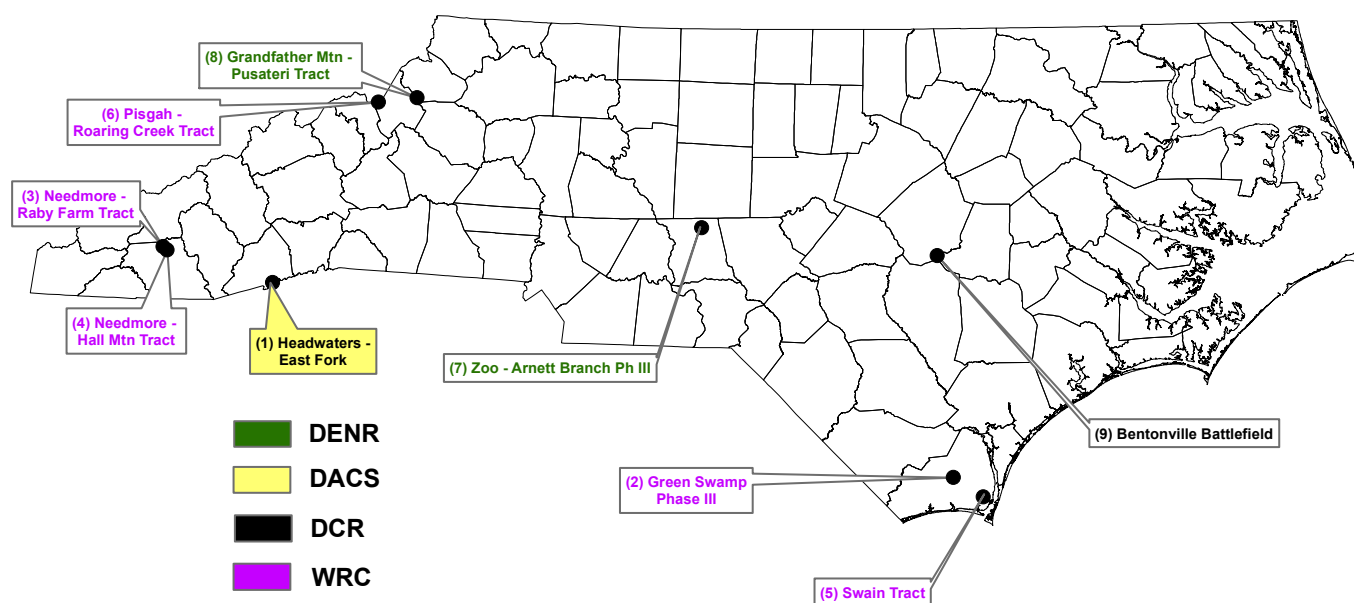 (8) Grandfather Mtn -
Pusateri Tract
(6) Pisgah -
Roaring Creek Tract
(3) Needmore -
Raby Farm Tract
(4) Needmore -
Hall Mtn Tract
(1) Headwaters -
East Fork
(7) Zoo - Arnett Branch Ph III
(9) Bentonville Battlefield
(2) Green Swamp
Phase III
(5) Swain Tract
DENR
DACS
DCR
WRC